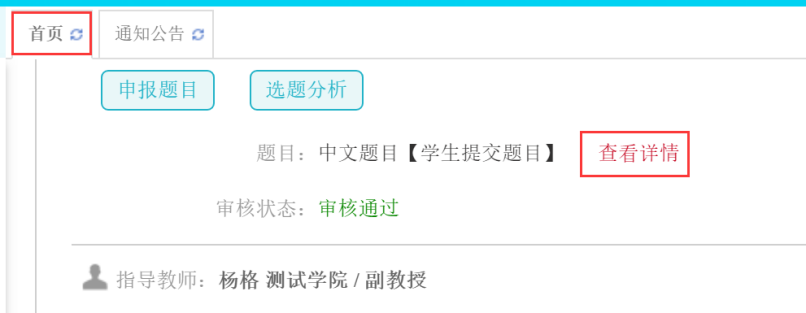 首页 通知公告
申报题目 选题分析
题目：中文题目【学生提交题目】 查看详情
审核状态：审核通过
指导教师：杨格 测试学院 / 副教授